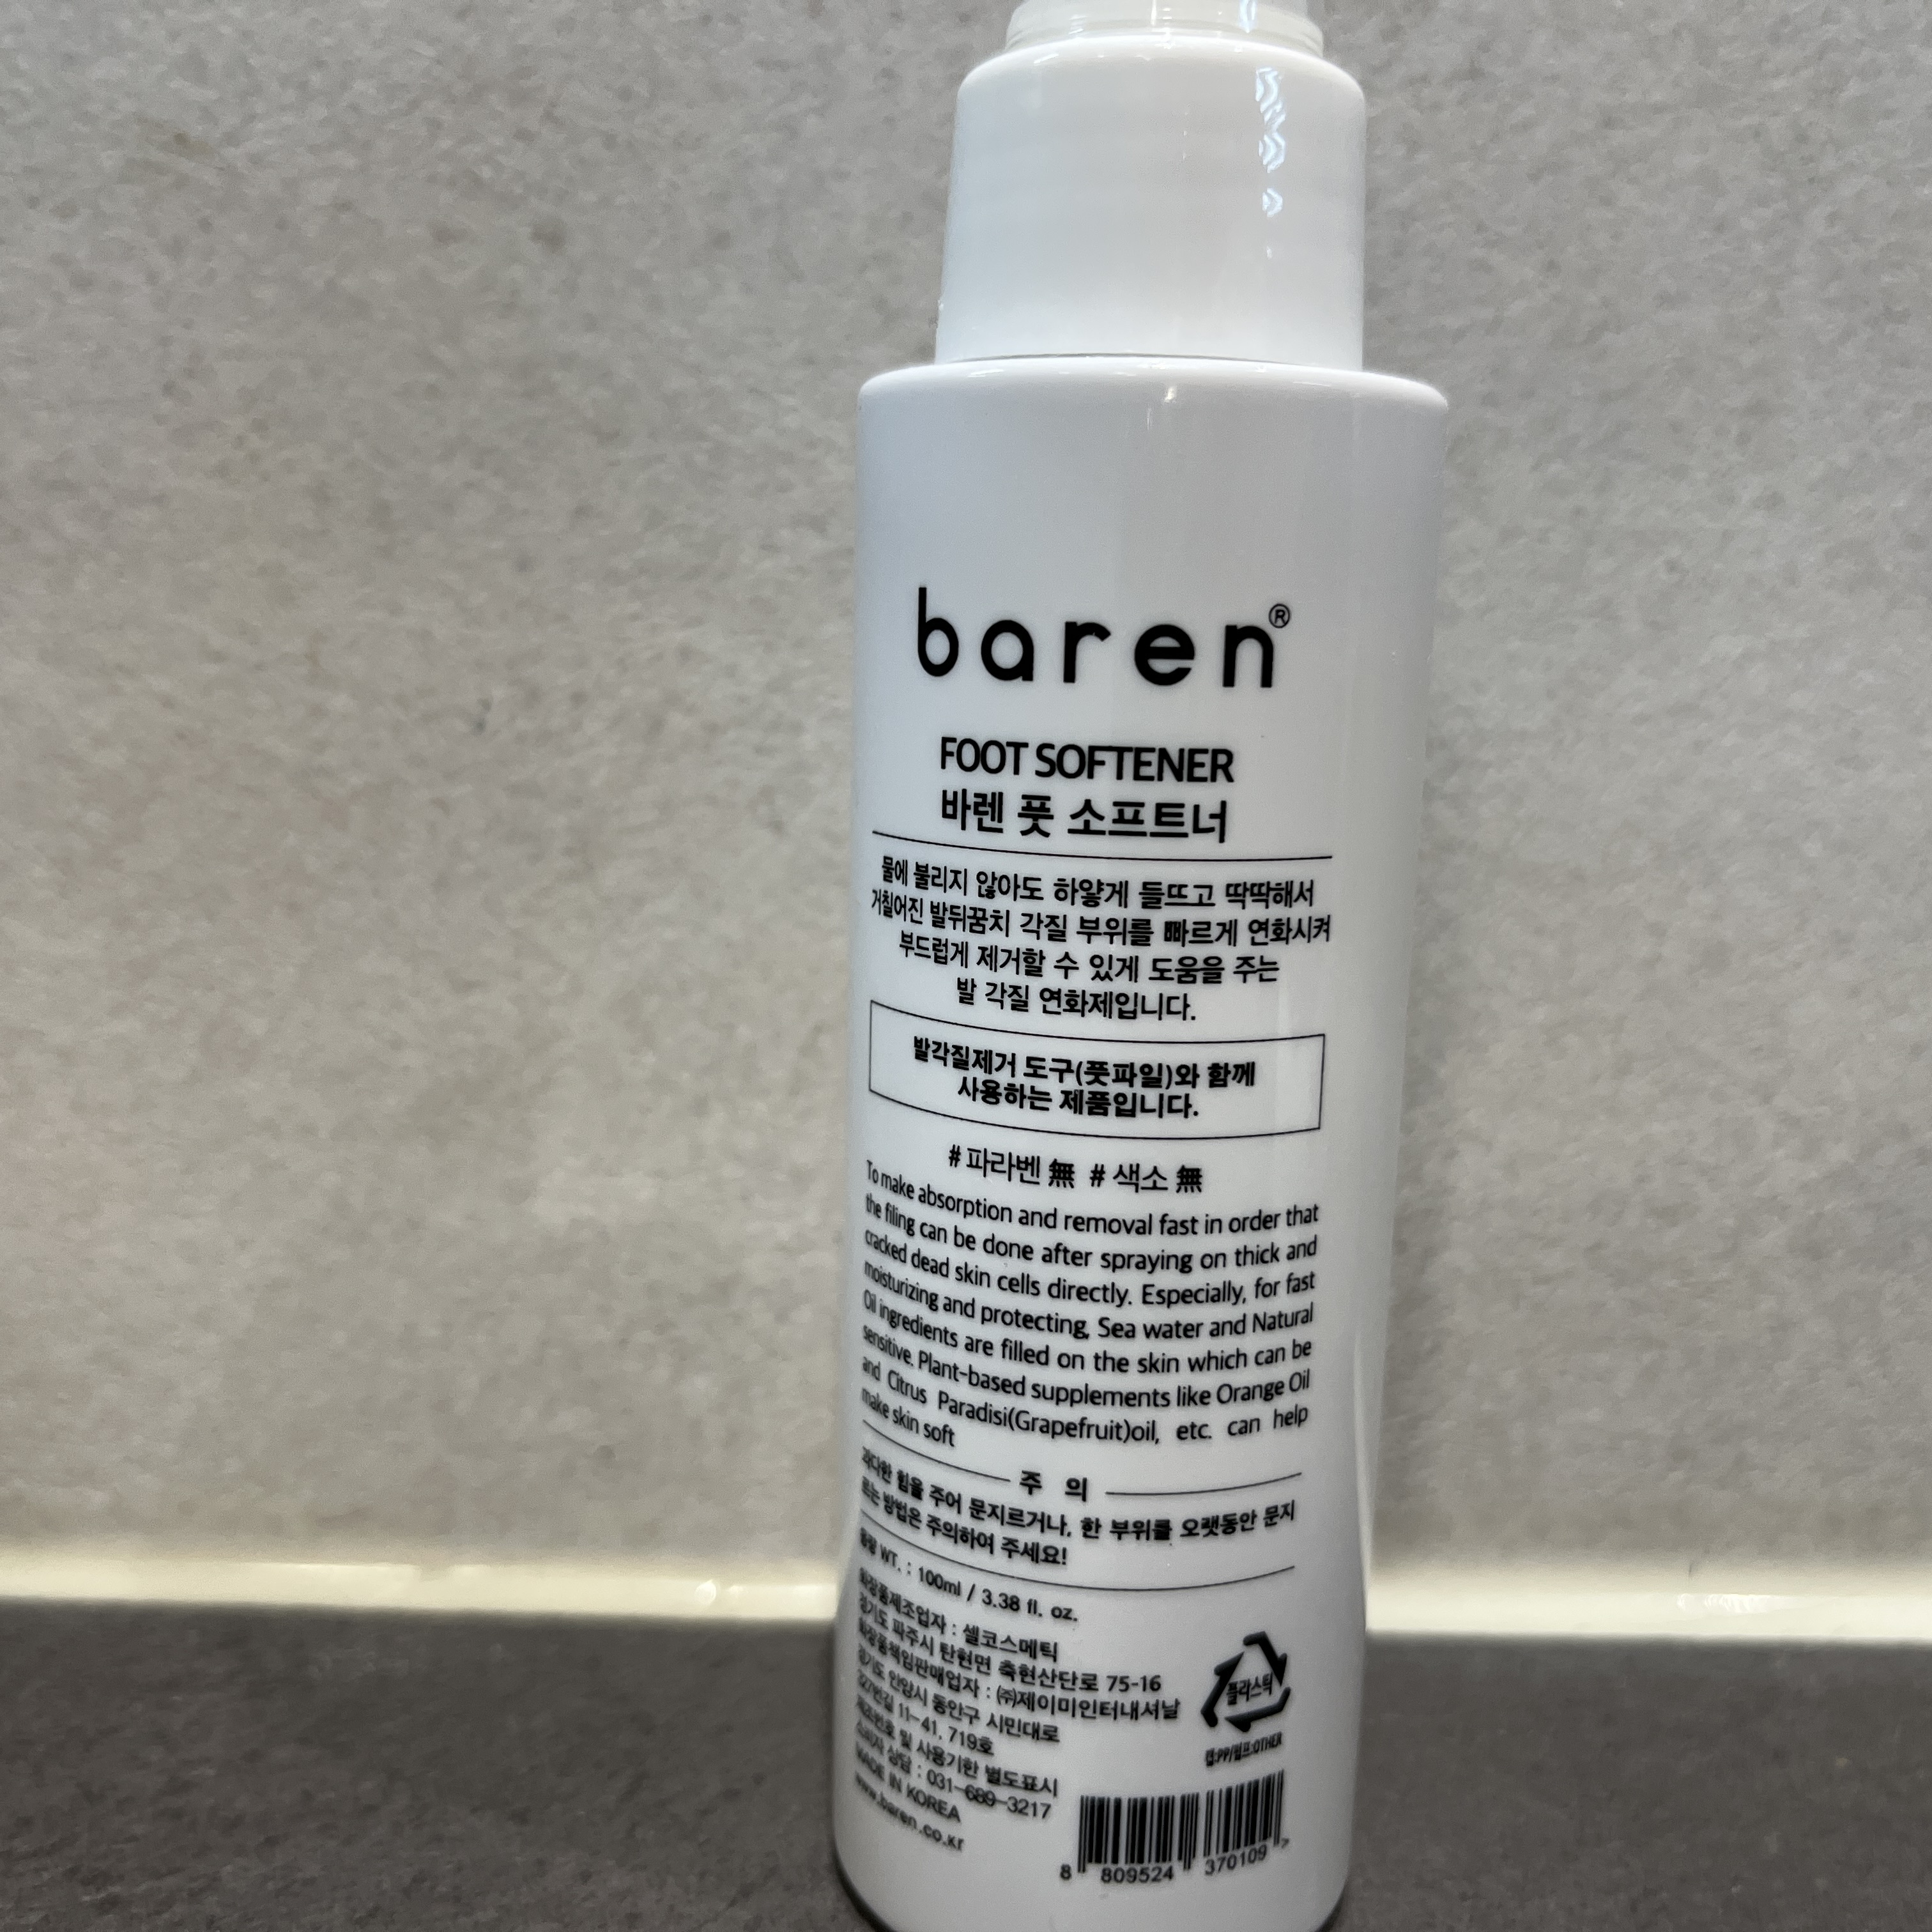 baren®
FOOT SOFTENER
바렌 풋 소프트너
물에 불리지 않아도 하얗게 들뜨고 딱딱해서
거칠어진 발뒤꿈치 각질 부위를 빠르게 연화시켜
부드럽게 제거할 수 있게 도움을 주는
발 각질 연화제입니다.
발각질제거 도구(풋파일)와 함께
사용하는 제품입니다.
#파라벤 無 #색소 無
To make absorption and removal fast in order that
the filing can be done after spraying on thick and
cracked dead skin cells directly. Especially, for fast
moisturizing and protecting, Sea water and Natural
Oil ingredients are filled on the skin which can be
sensitive. Plant-based supplements like Orange Oil
and Citrus Paradisi(Grapefruit)oil, etc. can help
make skin soft
주 의
과다한 힘을 주어 문지르거나, 한 부위를 오랫동안 문지
르는 방법은 주의하여 주세요!
용량 WT. : 100ml / 3.38 fl. oz.
화장품제조업자 : 셀코스메틱
경기도 파주시 탄현면 축현산단로 75-16
화장품책임판매업자 : ㈜제이미인터내셔날
경기도 안양시 동안구 시민대로
327번길 11-41, 719호
제조번호 및 사용기한 별도표시
소비자 상담 : 031-689-3217
MADE IN KOREA
www.baren.co.kr
플라스틱
캡:PP/펌프:OTHER
8 809524 370109 >